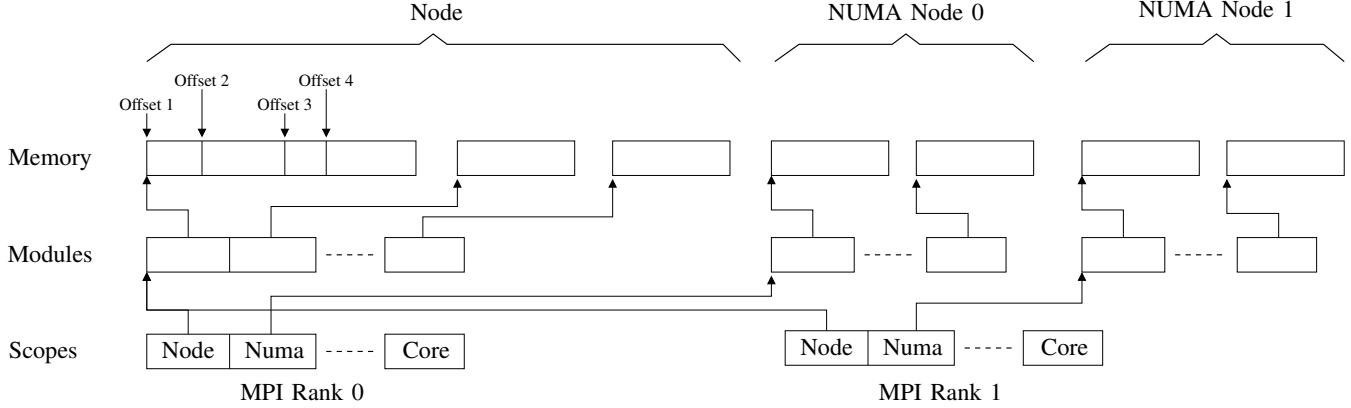 Node
NUMA Node 0
NUMA Node 1
Offset 2
Offset 4
Offset 1
Offset 3
Memory
Modules
Scopes
Node
Numa
Core
Node
Numa
Core
MPI Rank 0
MPI Rank 1